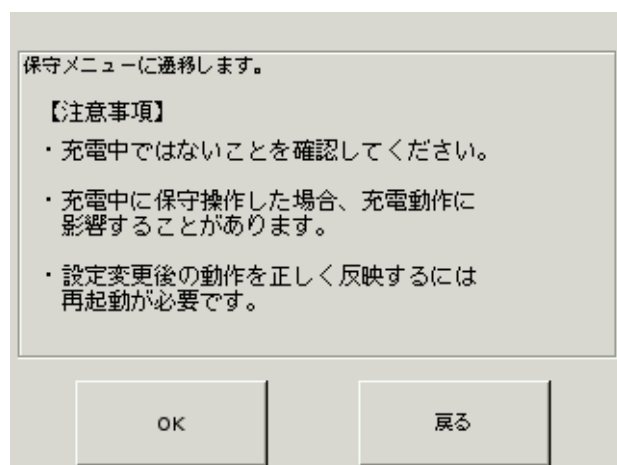 保守メニューに遷移します。
【注意事項】
・充電中ではないことを確認してください。
・充電中に保守操作した場合、充電動作に
影響することがあります。
・設定変更後の動作を正しく反映するには
再起動が必要です。
OK
戻る